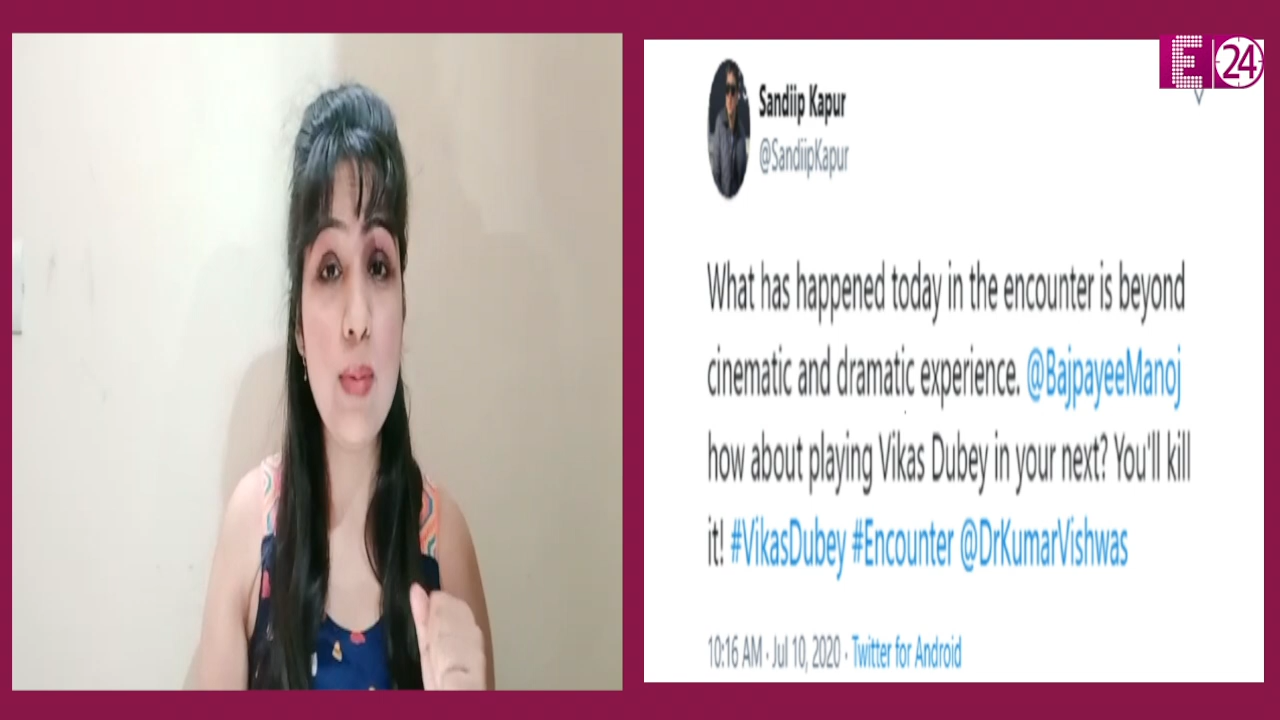 E 24
Sandiip Kapur
@SandiipKapur
What has happened today in the encounter is beyond
cinematic and dramatic experience. @BajpayeeManoj
how about playing Vikas Dubey in your next? You'll kill
it! #VikasDubey #Encounter @DrKumarVishwas
10:16 AM · Jul 10, 2020 · Twitter for Android